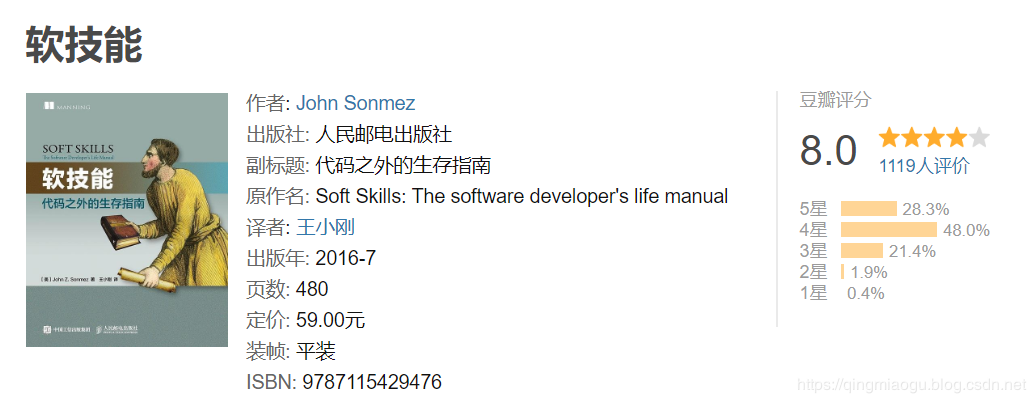 软技能
MANNING
SOFT SKILLS
The Software Developer's Life Manual
软技能
代码之外的生存指南
[美] John Z. Sonmez 著 王小刚 译
中国工信出版集团 人民邮电出版社
作者: John Sonmez
出版社: 人民邮电出版社
副标题: 代码之外的生存指南
原作名: Soft Skills: The software developer's life manual
译者: 王小刚
出版年: 2016-7
页数: 480
定价: 59.00元
装帧: 平装
ISBN: 9787115429476
豆瓣评分
8.0
1119人评价
5星 28.3%
4星 48.0%
3星 21.4%
2星 1.9%
1星 0.4%
https://qingmiaogu.blog.csdn.net